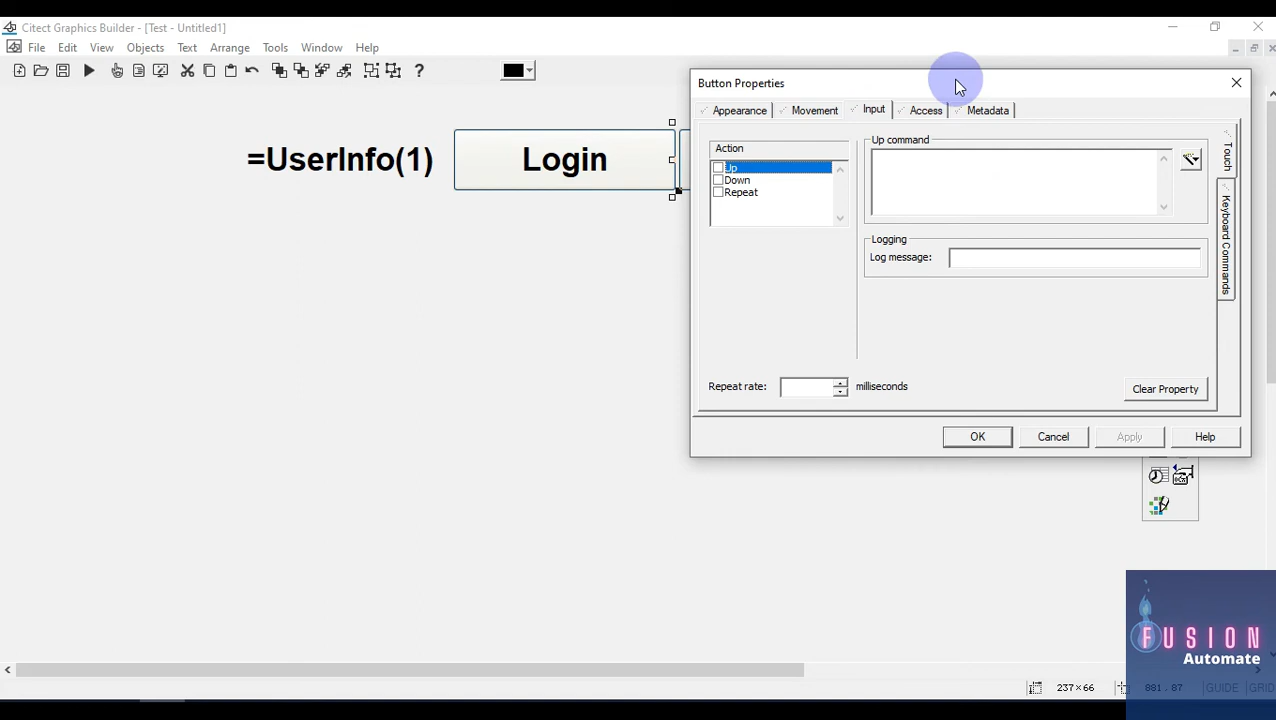 Citect Graphics Builder - [Test - Untitled1]
File Edit View Objects Text Arrange Tools Window Help
Button Properties
Appearance Movement Input Access Metadata
=UserInfo(1)
Login
Action
Up
Down
Repeat
Up command
Logging
Log message:
Touch
Keyboard Commands
Repeat rate: milliseconds
Clear Property
OK Cancel Apply Help
FUSION
Automate
237×66 881 . 87 GUIDE GRID